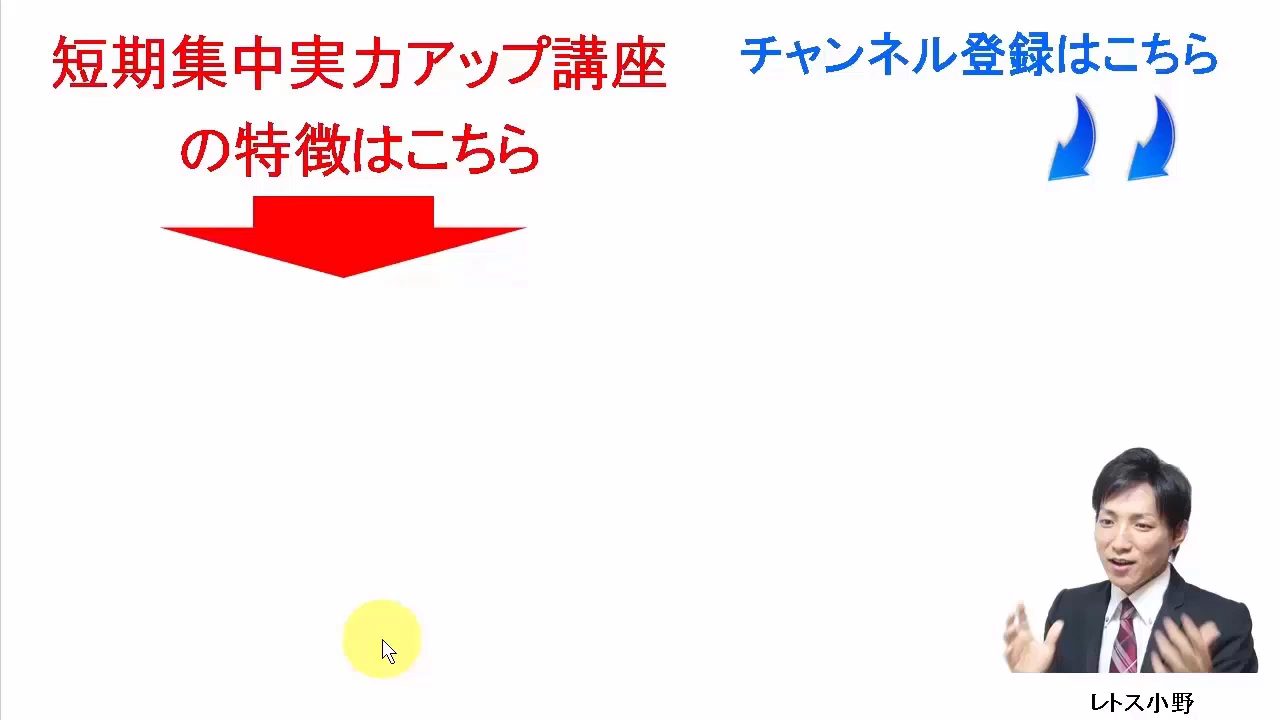 短期集中実力アップ講座
の特徴はこちら
チャンネル登録はこちら
レトス小野